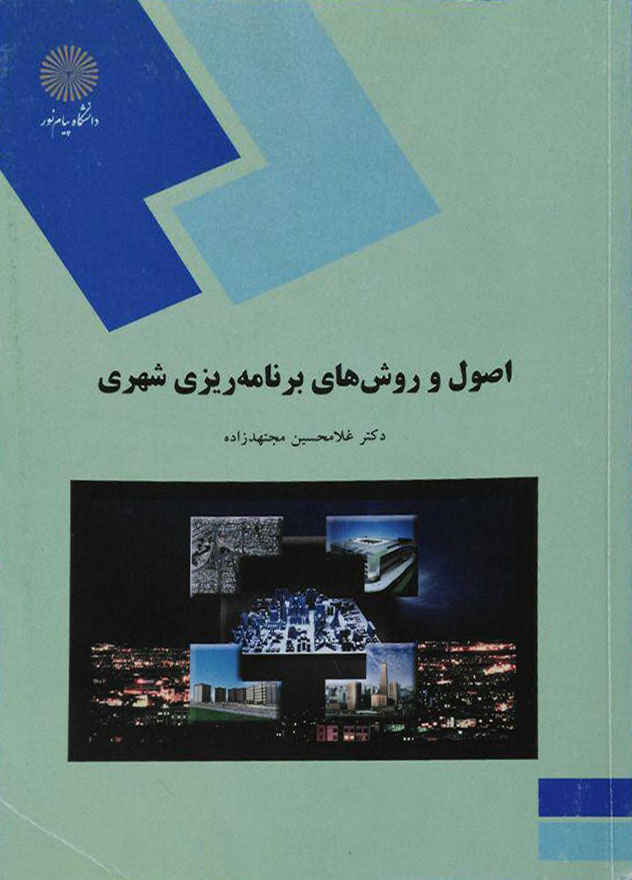 دانشگاه پیام نور
اصول و روش‌های برنامه‌ریزی شهری
دکتر غلامحسین مجتهدزاده